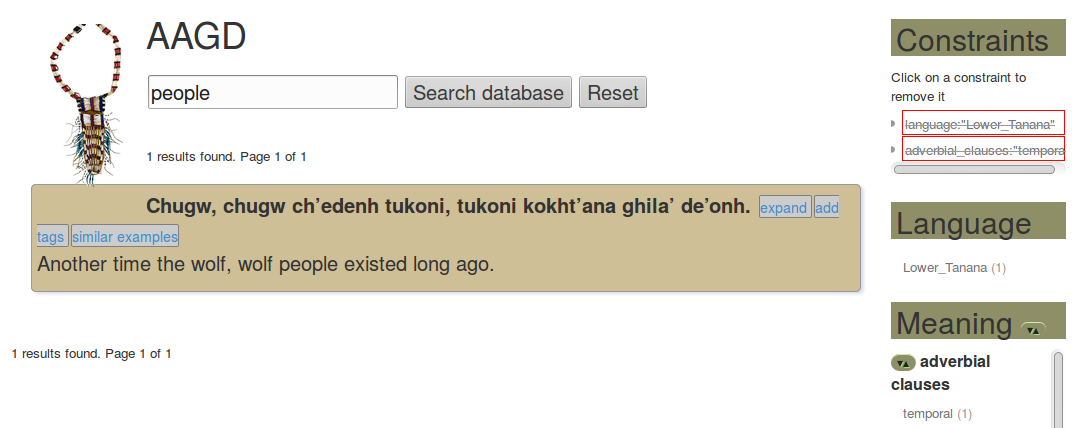 AAGD
people
Search database
Reset
1 results found. Page 1 of 1
Chugw, chugw ch’edenh tukoni, tukoni kokht’ana ghila’ de’onh. expand add
tags similar examples
Another time the wolf, wolf people existed long ago.
1 results found. Page 1 of 1
Constraints
Click on a constraint to
remove it
language:"Lower_Tanana"
adverbial_clauses:"tempora
Language
Lower_Tanana (1)
Meaning ▾▴
▾▴ adverbial
clauses
temporal (1)